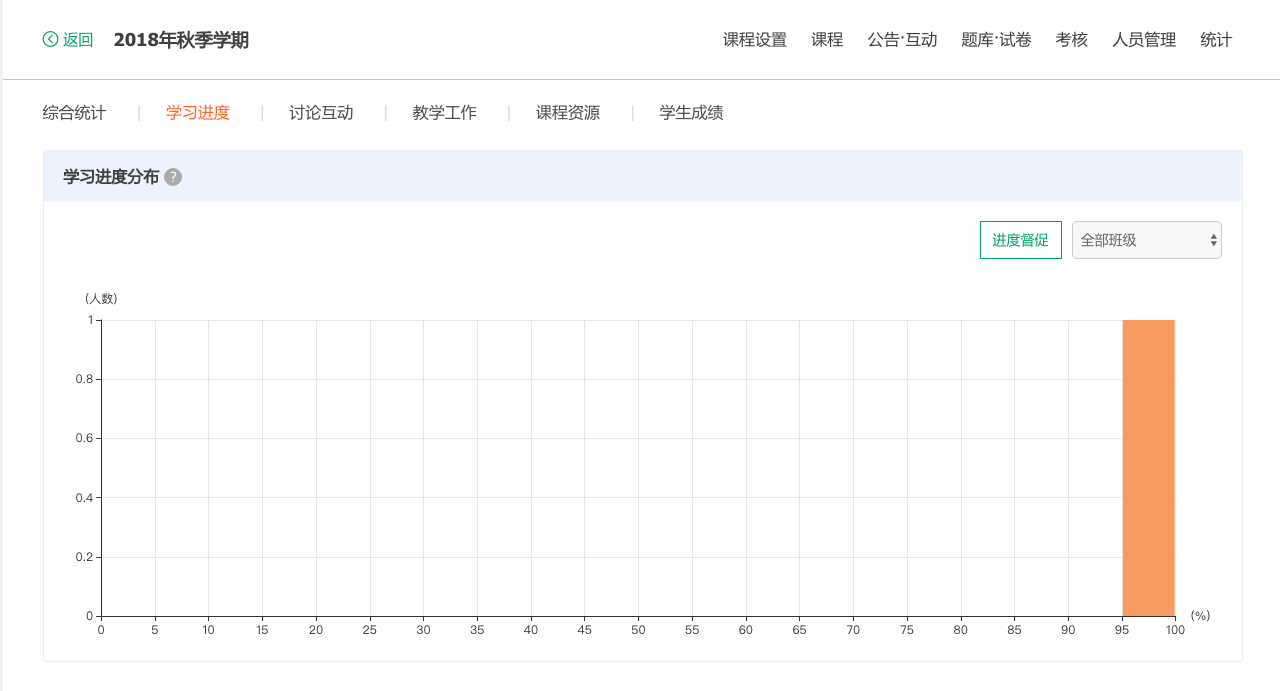 返回 2018年秋季学期 课程设置 课程 公告·互动 题库·试卷 考核 人员管理 统计
综合统计 | 学习进度 | 讨论互动 | 教学工作 | 课程资源 | 学生成绩
学习进度分布 ?
进度督促 全部班级
(人数)
1
0.8
0.6
0.4
0.2
0
(%)
0 5 10 15 20 25 30 35 40 45 50 55 60 65 70 75 80 85 90 95 100